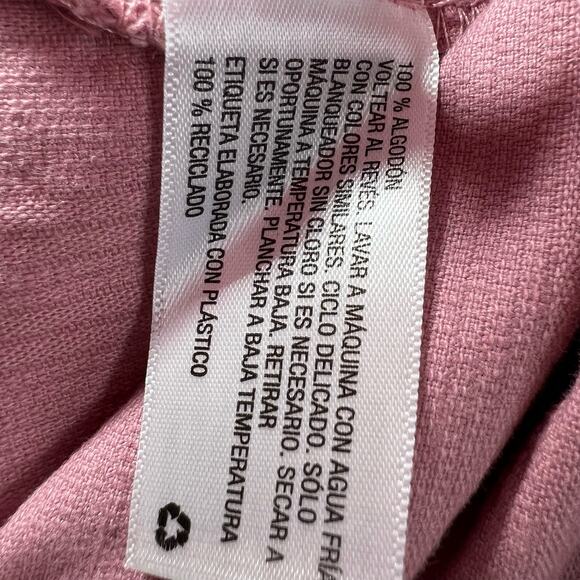 100 % ALGODÓN
VOLTEAR AL REVÉS. LAVAR A MÁQUINA CON AGUA FRÍA
CON COLORES SIMILARES. CICLO DELICADO. SÓLO
BLANQUEADOR SIN CLORO SI ES NECESARIO. SECAR A
MÁQUINA A TEMPERATURA BAJA. RETIRAR
OPORTUNAMENTE. PLANCHAR A BAJA TEMPERATURA
SI ES NECESARIO.
ETIQUETA ELABORADA CON PLÁSTICO
100 % RECICLADO